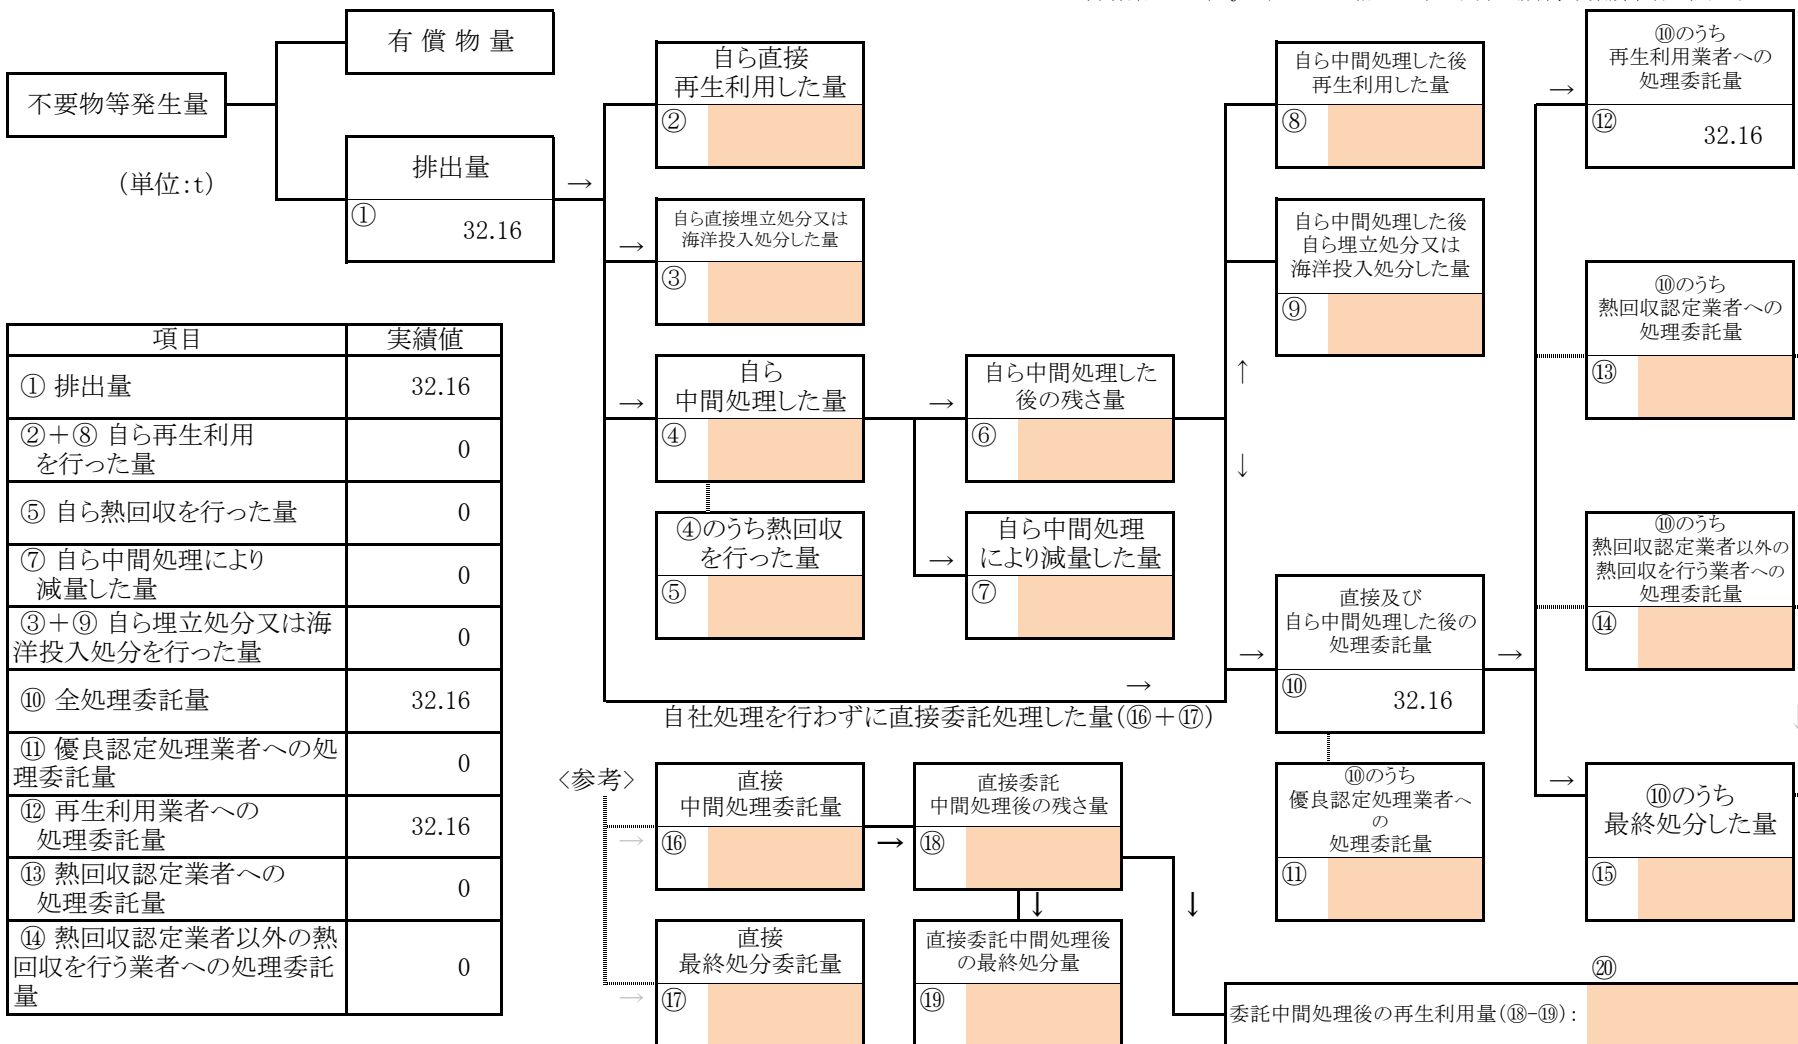 有 償 物 量
不要物等発生量
(単位:t)
排出量
①
32.16
→
項目
実績値
① 排出量
32.16
②+⑧ 自ら再生利用
を行った量
0
⑤ 自ら熱回収を行った量
0
⑦ 自ら中間処理により
減量した量
0
③+⑨ 自ら埋立処分又は海
洋投入処分を行った量
0
⑩ 全処理委託量
32.16
⑪ 優良認定処理業者への処
理委託量
0
⑫ 再生利用業者への
処理委託量
32.16
⑬ 熱回収認定業者への
処理委託量
0
⑭ 熱回収認定業者以外の熱
回収を行う業者への処理委託
量
0
自ら直接
再生利用した量
②
→
自ら直接埋立処分又は
海洋投入処分した量
③
→
自ら
中間処理した量
④
④のうち熱回収
を行った量
⑤
→
自ら中間処理した
後の残さ量
⑥
→
自ら中間処理
により減量した量
⑦
→
自社処理を行わずに直接委託処理した量(⑯+⑰)
自ら中間処理した後
再生利用した量
⑧
自ら中間処理した後
自ら埋立処分又は
海洋投入処分した量
⑨
↑
↓
→
直接及び
自ら中間処理した後の
処理委託量
⑩
32.16
→
⑩のうち
優良認定処理業者へ
の
処理委託量
⑪
→
⑩のうち
再生利用業者への
処理委託量
⑫
32.16
⑩のうち
熱回収認定業者への
処理委託量
⑬
⑩のうち
熱回収認定業者以外の
熱回収を行う業者への
処理委託量
⑭
→
⑩のうち
最終処分した量
⑮
<参考>
→
直接
中間処理委託量
⑯
→
直接委託
中間処理後の残さ量
⑱
↓
↓
→
直接
最終処分委託量
⑰
直接委託中間処理後
の最終処分量
⑲
⑳
委託中間処理後の再生利用量(⑱-⑲):